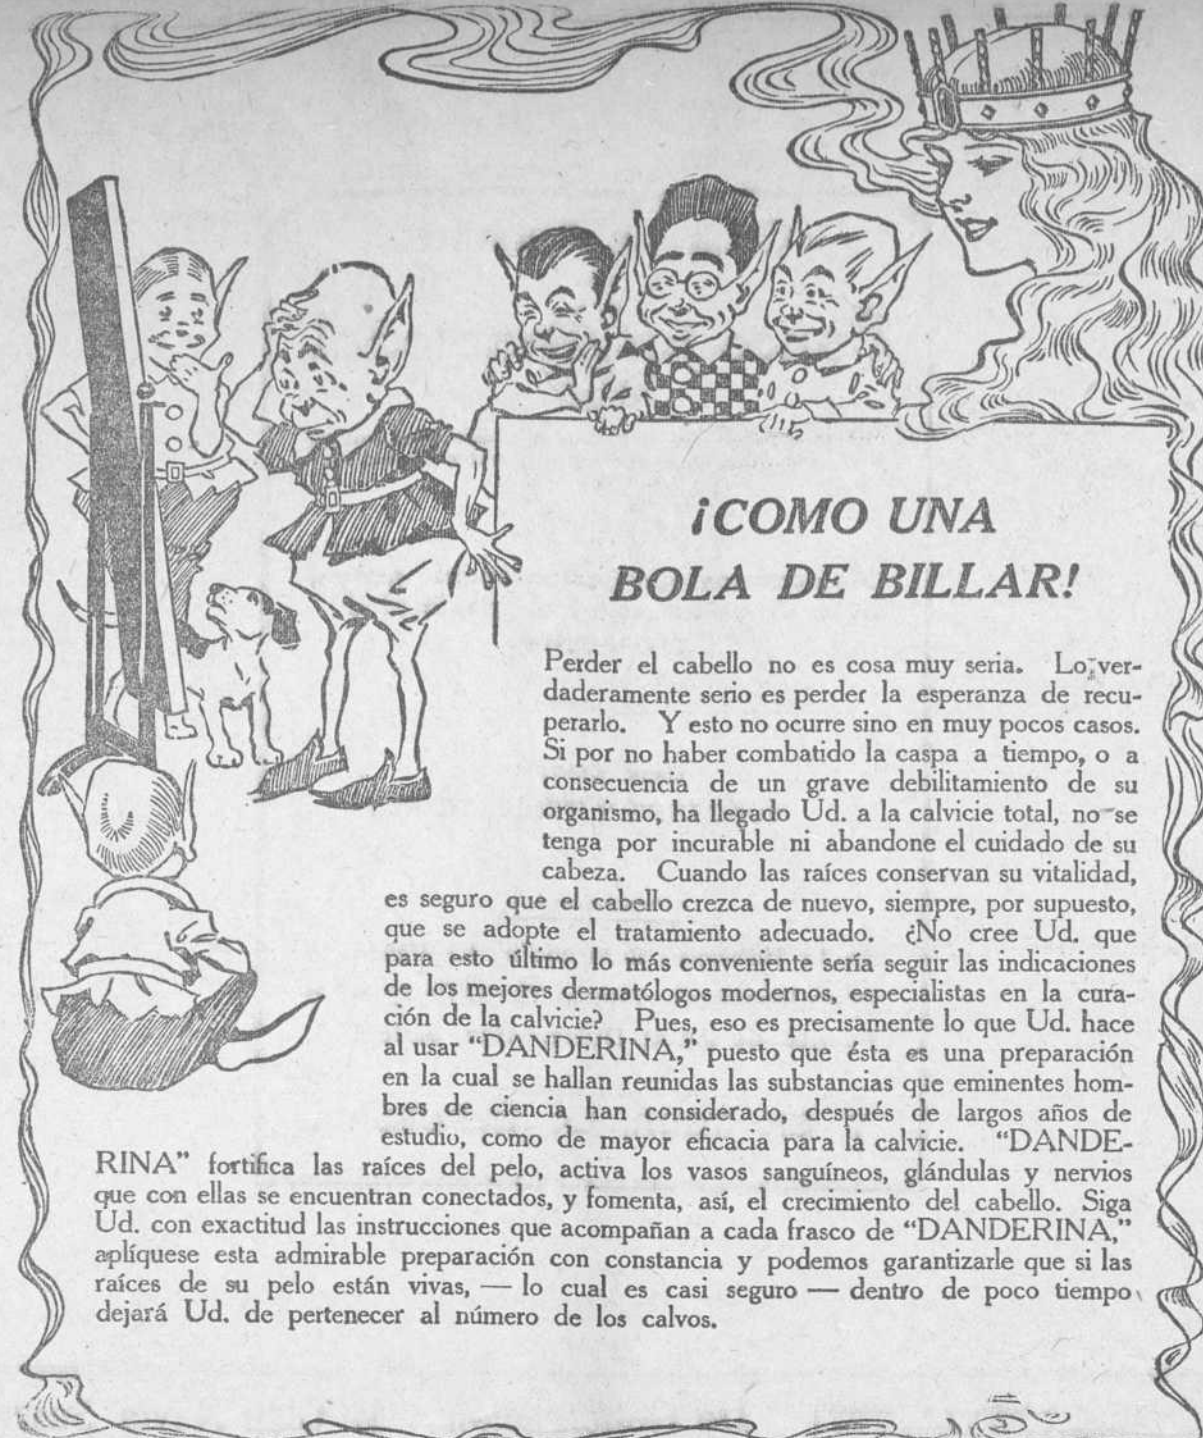 ¡COMO UNA
BOLA DE BILLAR!
Perder el cabello no es cosa muy seria. Lo ver-
daderamente serio es perder la esperanza de recu-
perarlo. Y esto no ocurre sino en muy pocos casos.
Si por no haber combatido la caspa a tiempo, o a
consecuencia de un grave debilitamiento de su
organismo, ha llegado Ud. a la calvicie total, no se
tenga por incurable ni abandone el cuidado de su
cabeza. Cuando las raíces conservan su vitalidad,
es seguro que el cabello crezca de nuevo, siempre, por supuesto,
que se adopte el tratamiento adecuado. ¿No cree Ud. que
para esto último lo más conveniente sería seguir las indicaciones
de los mejores dermatólogos modernos, especialistas en la cura-
ción de la calvicie? Pues, eso es precisamente lo que Ud. hace
al usar “DANDERINA,” puesto que ésta es una preparación
en la cual se hallan reunidas las substancias que eminentes hom-
bres de ciencia han considerado, después de largos años de
estudio, como de mayor eficacia para la calvicie. “DANDE-
RINA” fortifica las raíces del pelo, activa los vasos sanguíneos, glándulas y nervios
que con ellas se encuentran conectados, y fomenta, así, el crecimiento del cabello. Siga
Ud. con exactitud las instrucciones que acompañan a cada frasco de “DANDERINA,”
aplíquese esta admirable preparación con constancia y podemos garantizarle que si las
raíces de su pelo están vivas, — lo cual es casi seguro — dentro de poco tiempo
dejará Ud. de pertenecer al número de los calvos.